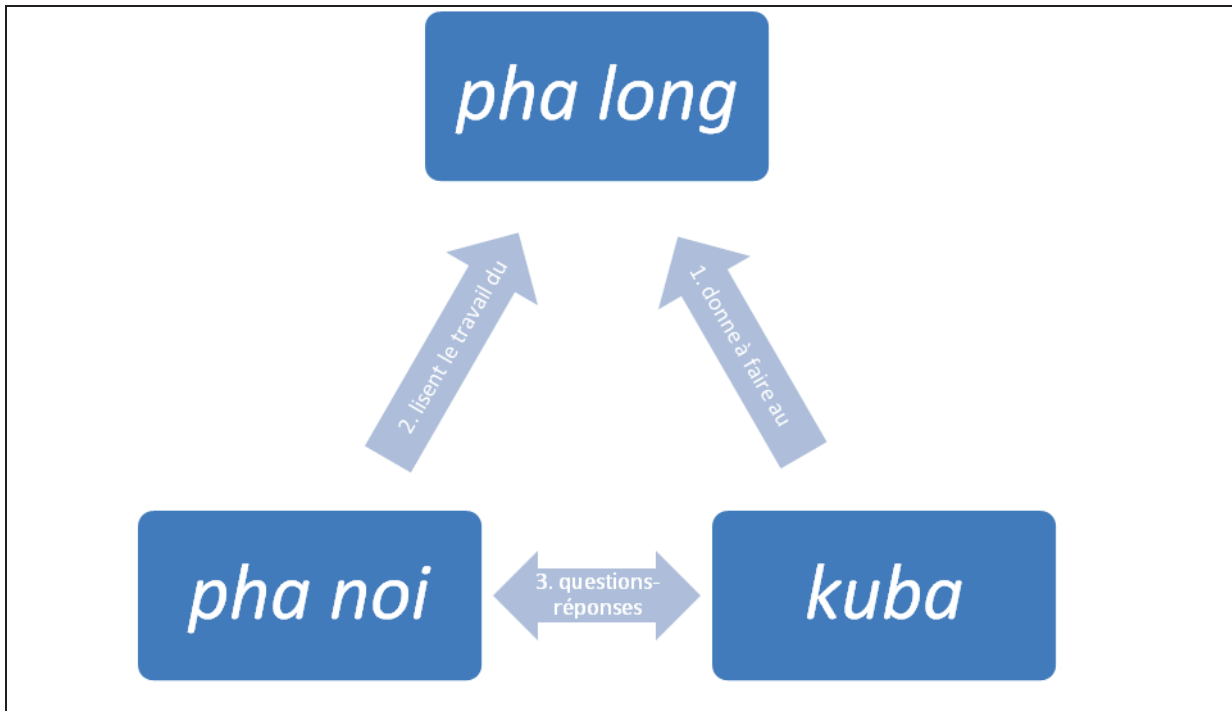 pha long
2. lisent le travail du
1. donne à faire au
pha noi
3. questions-
réponses
kuba